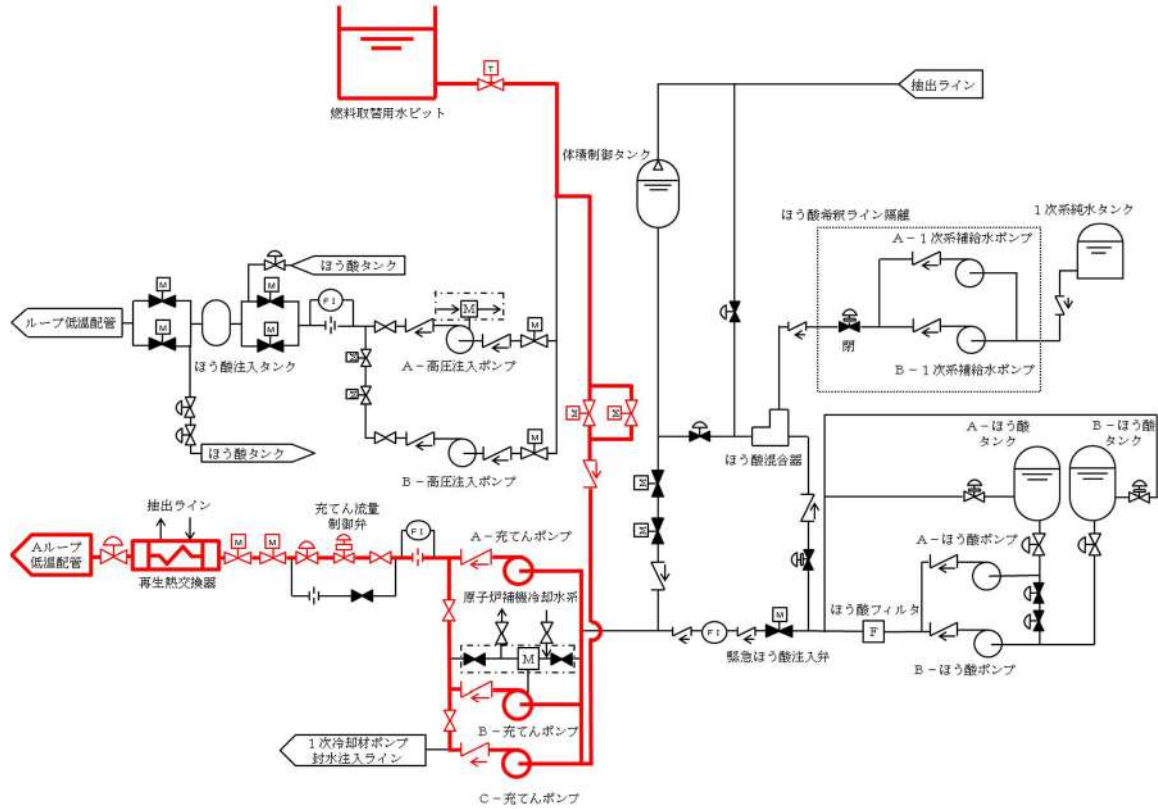 T
燃料取替用水ピット
抽出ライン
体積制御タンク
ほう酸希釈ライン隔離
1次系純水タンク
A-1次系補給水ポンプ
閉
B-1次系補給水ポンプ
ほう酸タンク
M
M
FI
M
M
ループ低温配管
M
M
ほう酸注入タンク
A-高圧注入ポンプ
M
M
M
ほう酸タンク
B-高圧注入ポンプ
M
M
ほう酸混合器
A-ほう酸
タンク
B-ほう酸
タンク
M
M
抽出ライン
充てん流量
制御弁
FI
A-充てんポンプ
Aループ
低温配管
M
M
再生熱交換器
原子炉補機冷却水系
M
B-充てんポンプ
1次冷却材ポンプ
封水注入ライン
C-充てんポンプ
FI
M
緊急ほう酸注入弁
ほう酸フィルタ
F
A-ほう酸ポンプ
B-ほう酸ポンプ